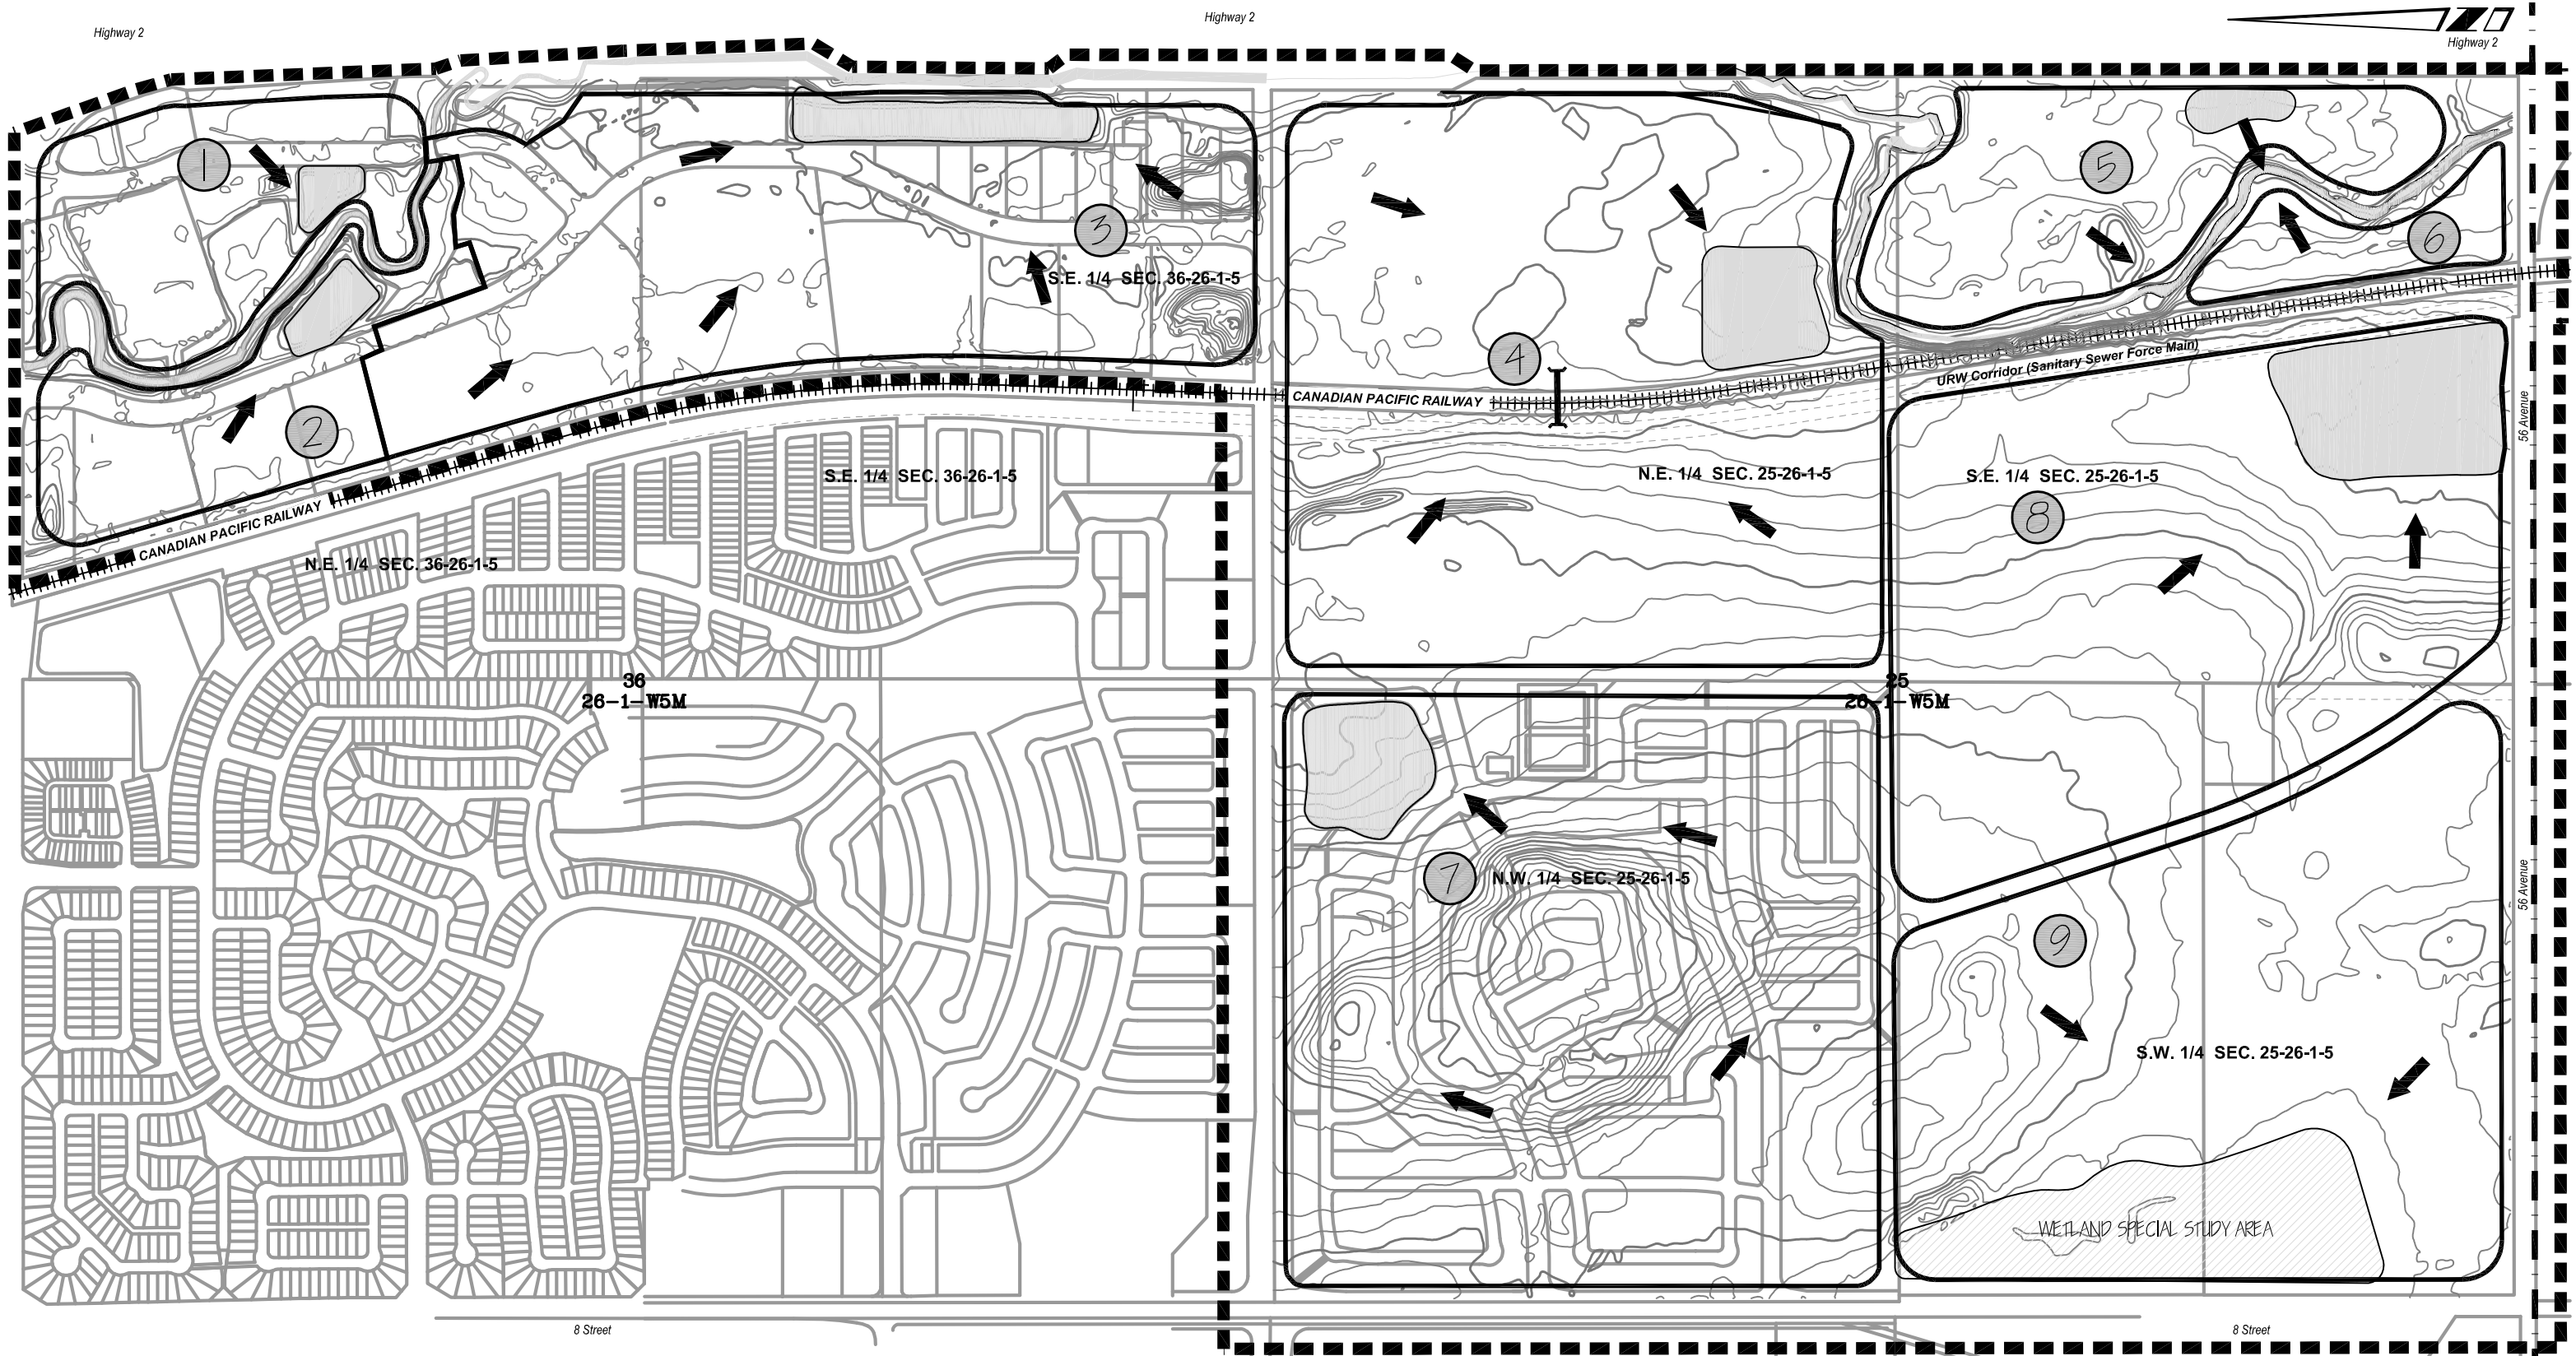 Highway 2
Highway 2
Highway 2
1
5
3
6
S.E. 1/4 SEC. 36-26-1-5
4
URW Corridor (Sanitary Sewer Force Main)
CANADIAN PACIFIC RAILWAY
56 Avenue
2
S.E. 1/4 SEC. 36-26-1-5
N.E. 1/4 SEC. 25-26-1-5
S.E. 1/4 SEC. 25-26-1-5
8
CANADIAN PACIFIC RAILWAY
N.E. 1/4 SEC. 36-26-1-5
36
26-1-W5M
25
26-1-W5M
7
N.W. 1/4 SEC. 25-26-1-5
56 Avenue
9
S.W. 1/4 SEC. 25-26-1-5
WETLAND SPECIAL STUDY AREA
8 Street
8 Street